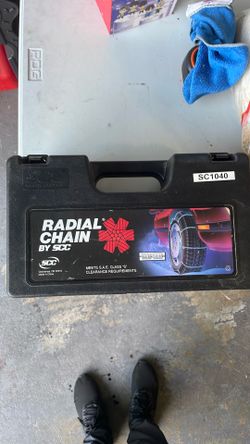 SC1040
RADIAL
CHAIN
BY SCC
SCC
MEETS S.A.E. CLASS "S"
CLEARANCE REQUIREMENTS